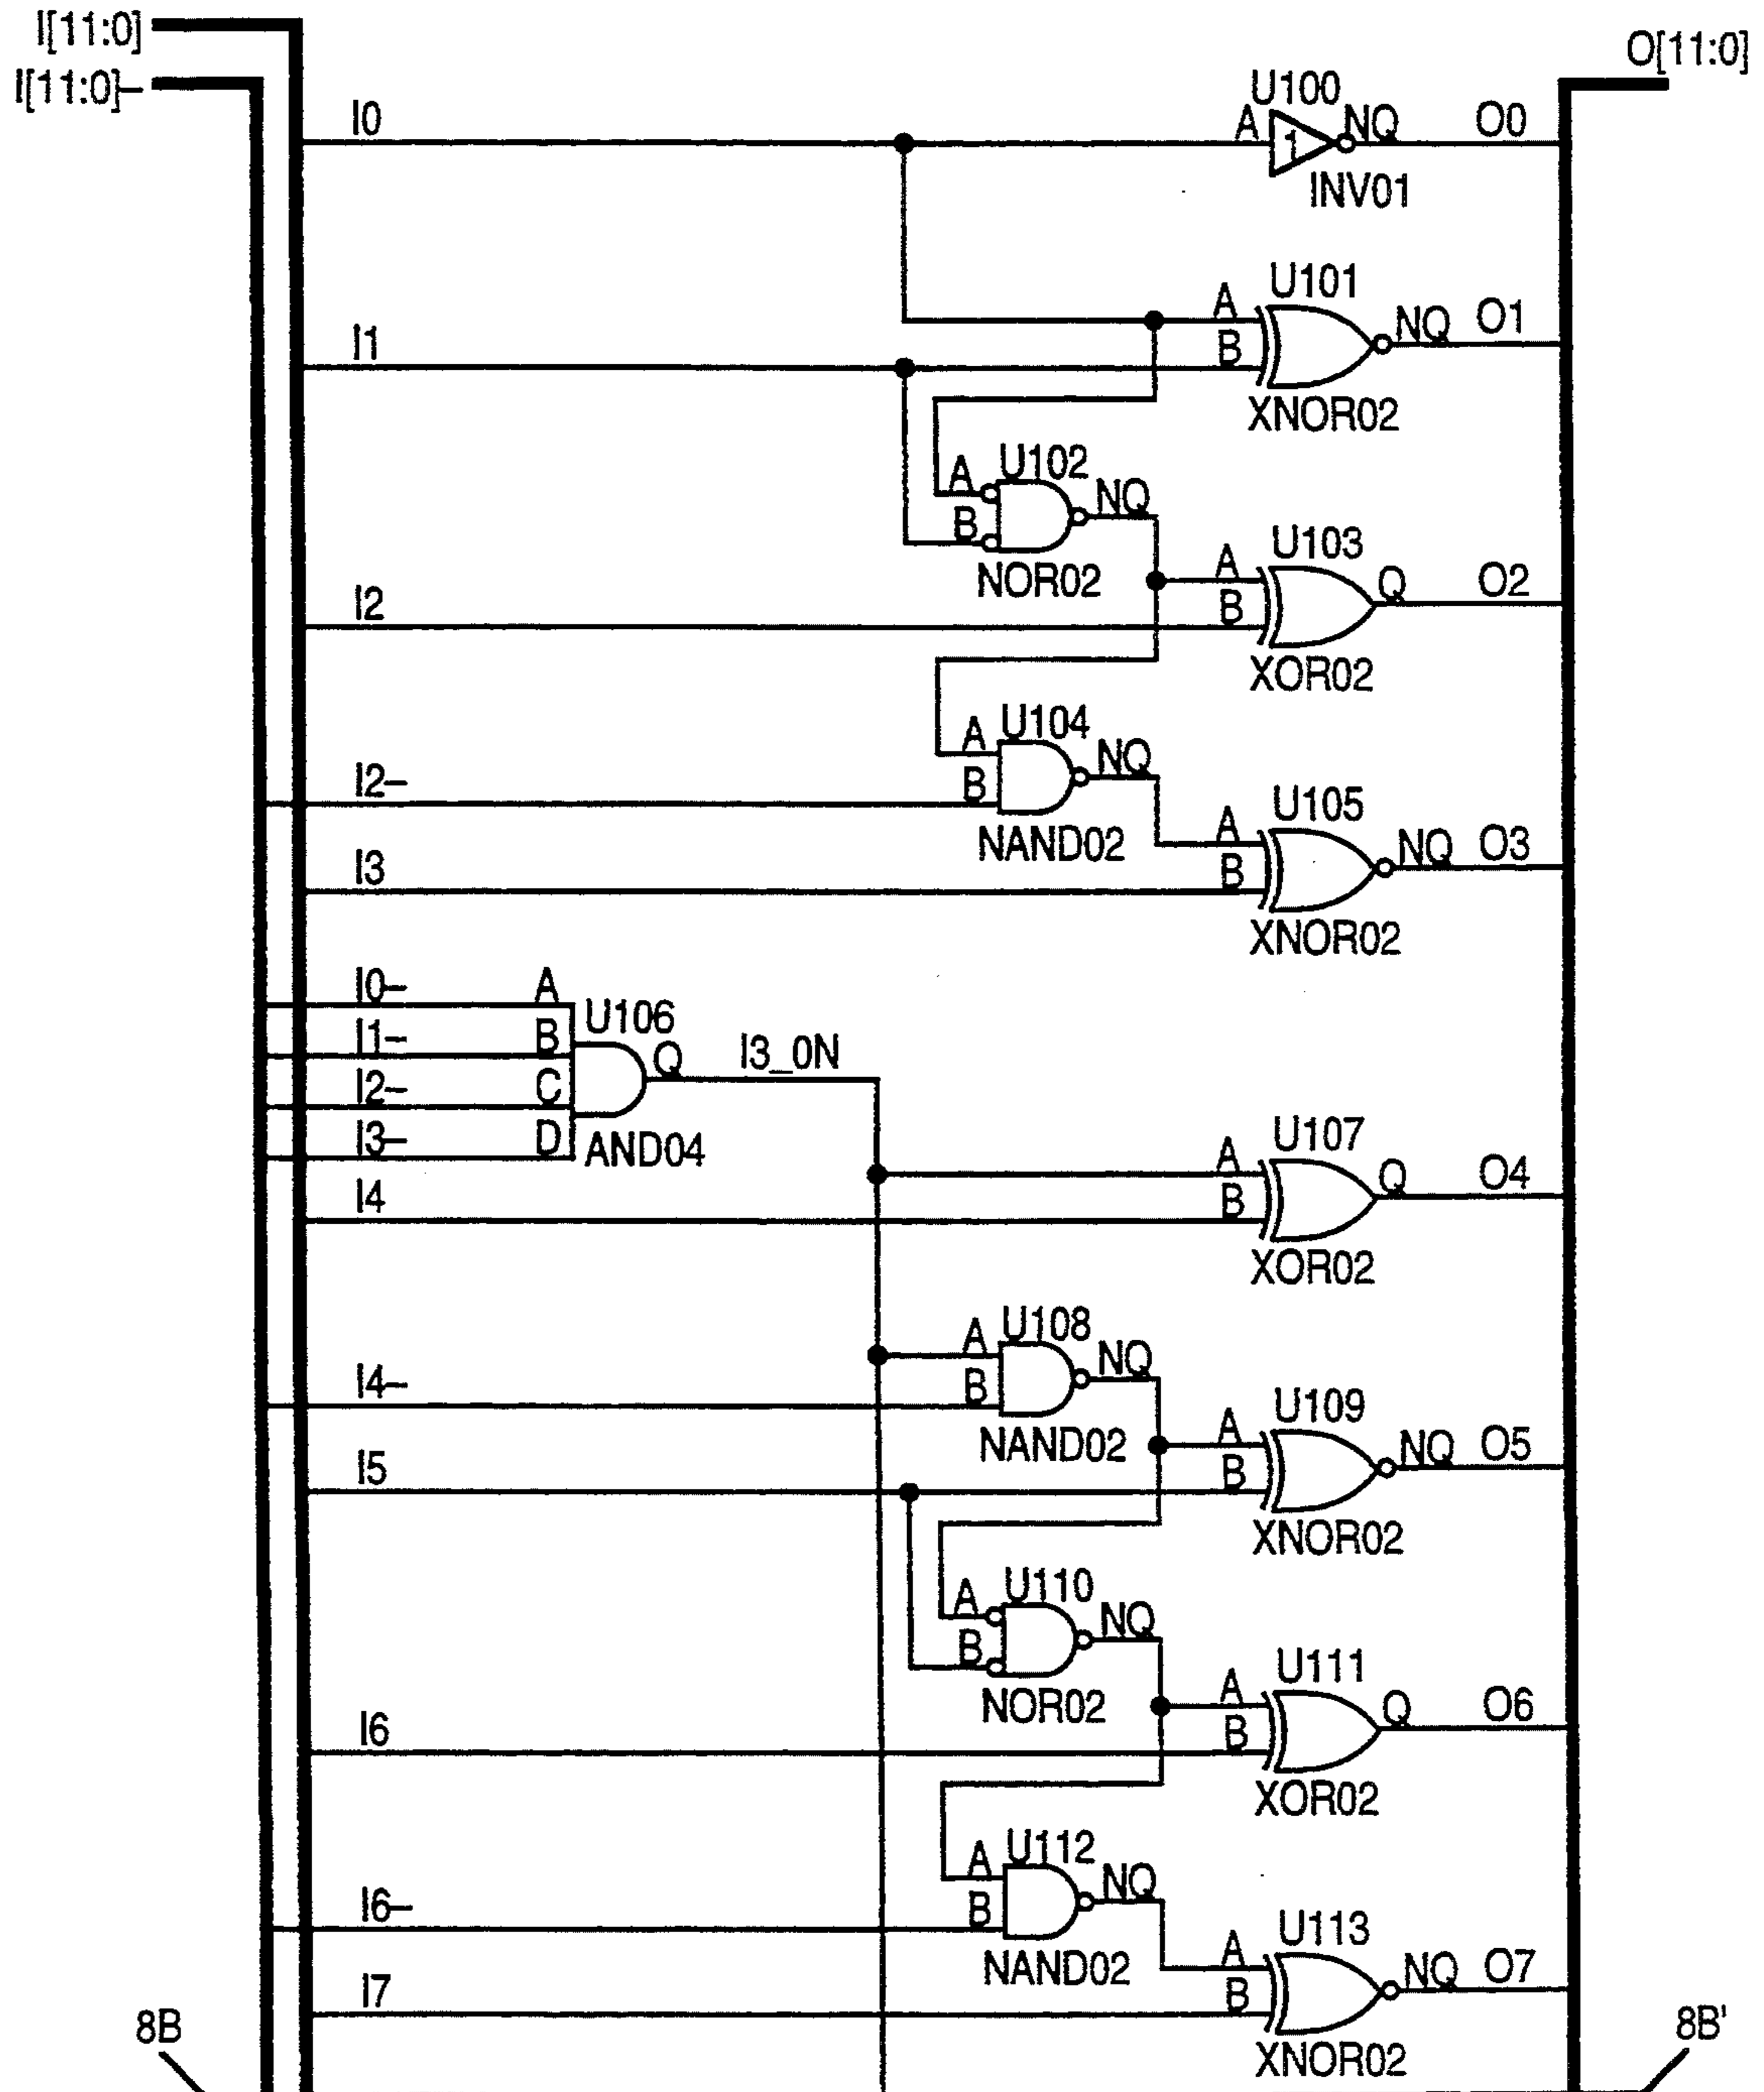 I[11:0]
I[11:0]–
O[11:0]
I0
A
U100
1
NQ
O0
INV01
I1
A
B
U101
NQ
O1
XNOR02
A
B
U102
NQ
NOR02
I2
A
B
U103
Q
O2
XOR02
I2–
A
B
U104
NQ
NAND02
I3
A
B
U105
NQ
O3
XNOR02
I0–
A
I1–
B
I2–
C
I3–
D
U106
Q
I3_0N
AND04
I4
A
B
U107
Q
O4
XOR02
I4–
A
B
U108
NQ
NAND02
I5
A
B
U109
NQ
O5
XNOR02
A
B
U110
NQ
NOR02
I6
A
B
U111
Q
O6
XOR02
I6–
A
B
U112
NQ
NAND02
I7
A
B
U113
NQ
O7
XNOR02
8B
8B'